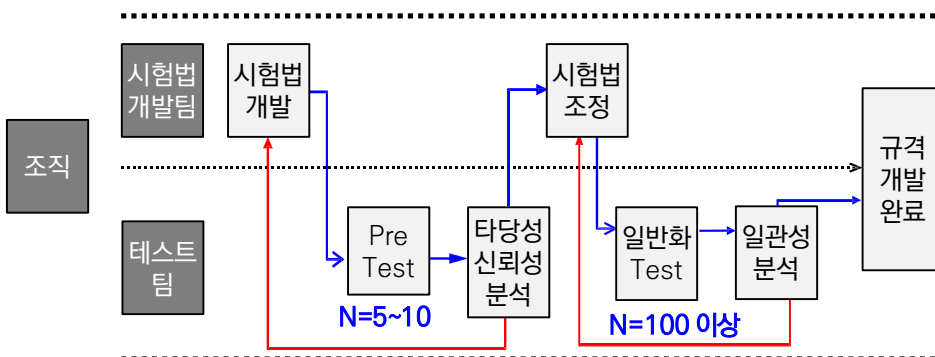 조직
시험법
개발팀
시험법
개발
시험법
조정
규격
개발
완료
테스트
팀
Pre
Test
타당성
신뢰성
분석
일반화
Test
일관성
분석
N=5~10
N=100 이상